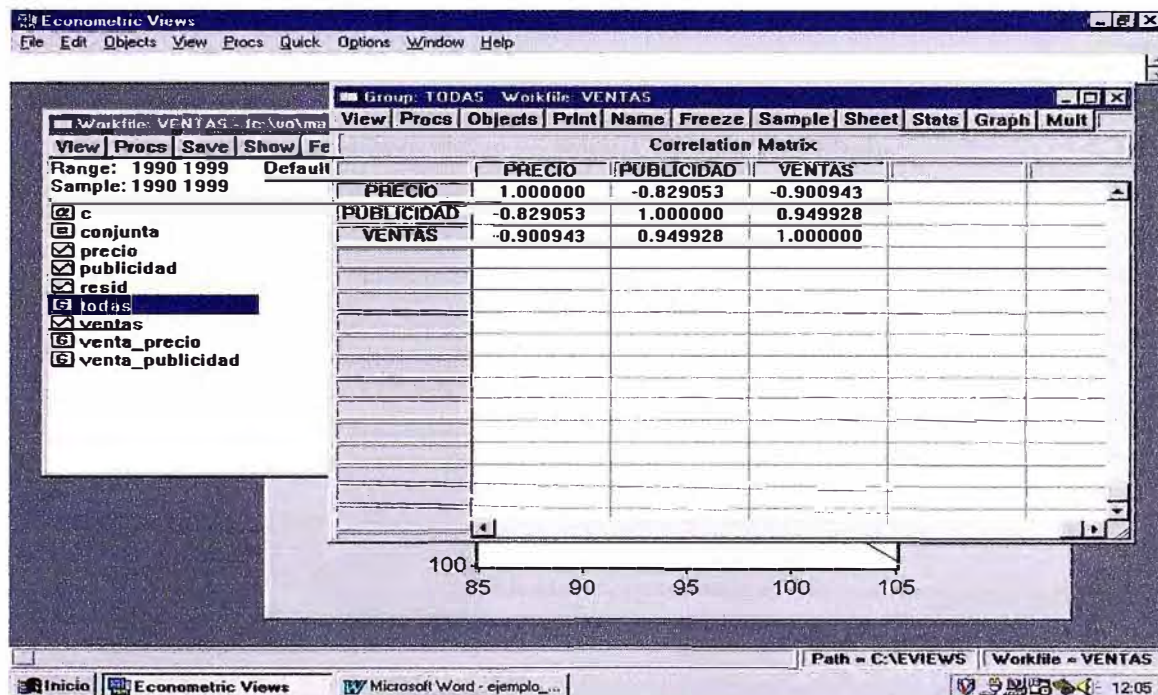 Econometric Views
File Edit Objects View Procs Quick Options Window Help
Group: TODAS Workfile: VENTAS
View Procs Objects Print Name Freeze Sample Sheet Stats Graph Mult
Correlation Matrix
PRECIO PUBLICIDAD VENTAS
PRECIO 1.000000 -0.829053 -0.900943
PUBLICIDAD -0.829053 1.000000 0.949928
VENTAS -0.900943 0.949928 1.000000
Workfile: VENTAS - (c:\uo\ma
View Procs Save Show Fe
Range: 1990 1999 Default
Sample: 1990 1999
c
conjunta
precio
publicidad
resid
todas
ventas
venta_precio
venta_publicidad
100
85 90 95 100 105
Path = C:\EVIEWS Workfile = VENTAS
Inicio Econometric Views Microsoft Word - ejemplo_... 12:05